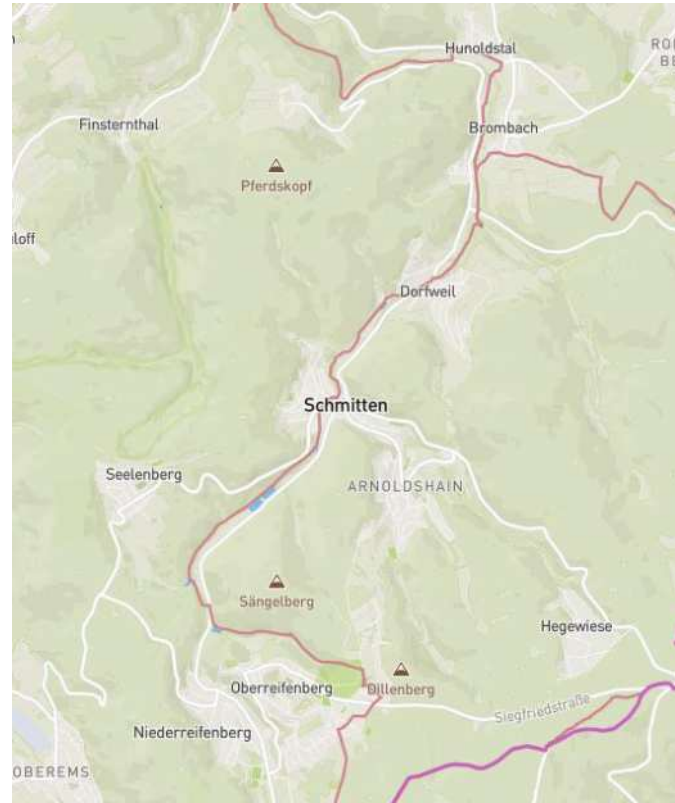 Hunoldstal
Finsternthal
Brombach
Pferdskopf
Dorfweil
Schmitten
Seelenberg
ARNOLDSHAIN
Sängelberg
Hegewiese
Oberreifenberg
Dillenberg
Siegfriedstraße
Niederreifenberg
OBEREMS